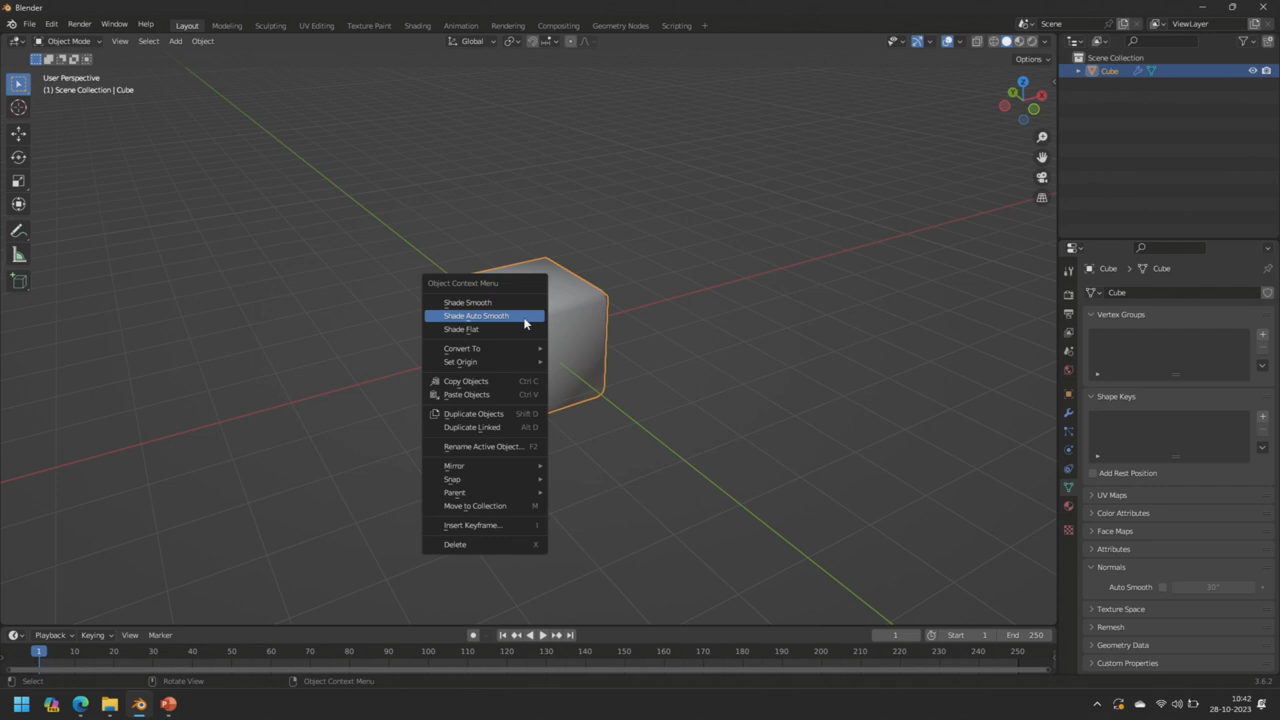 Blender
File Edit Render Window Help Layout Modeling Sculpting UV Editing Texture Paint Shading Animation Rendering Compositing Geometry Nodes Scripting + Scene ViewLayer
Object Mode View Select Add Object Global
Options
User Perspective
(1) Scene Collection | Cube
Z
Y
X
Object Context Menu
Shade Smooth
Shade Auto Smooth
Shade Flat
Convert To
Set Origin
Copy Objects Ctrl C
Paste Objects Ctrl V
Duplicate Objects Shift D
Duplicate Linked Alt D
Rename Active Object... F2
Mirror
Snap
Parent
Move to Collection M
Insert Keyframe... I
Delete X
Scene Collection
Cube
Cube > Cube
Cube
Vertex Groups
Shape Keys
Add Rest Position
UV Maps
Color Attributes
Face Maps
Attributes
Normals
Auto Smooth 30°
Texture Space
Remesh
Geometry Data
Custom Properties
Playback Keying View Marker 1 Start 1 End 250
1 10 20 30 40 50 60 70 80 90 100 110 120 130 140 150 160 170 180 190 200 210 220 230 240 250
Select Rotate View Object Context Menu 3.6.2
10:42
28-10-2023